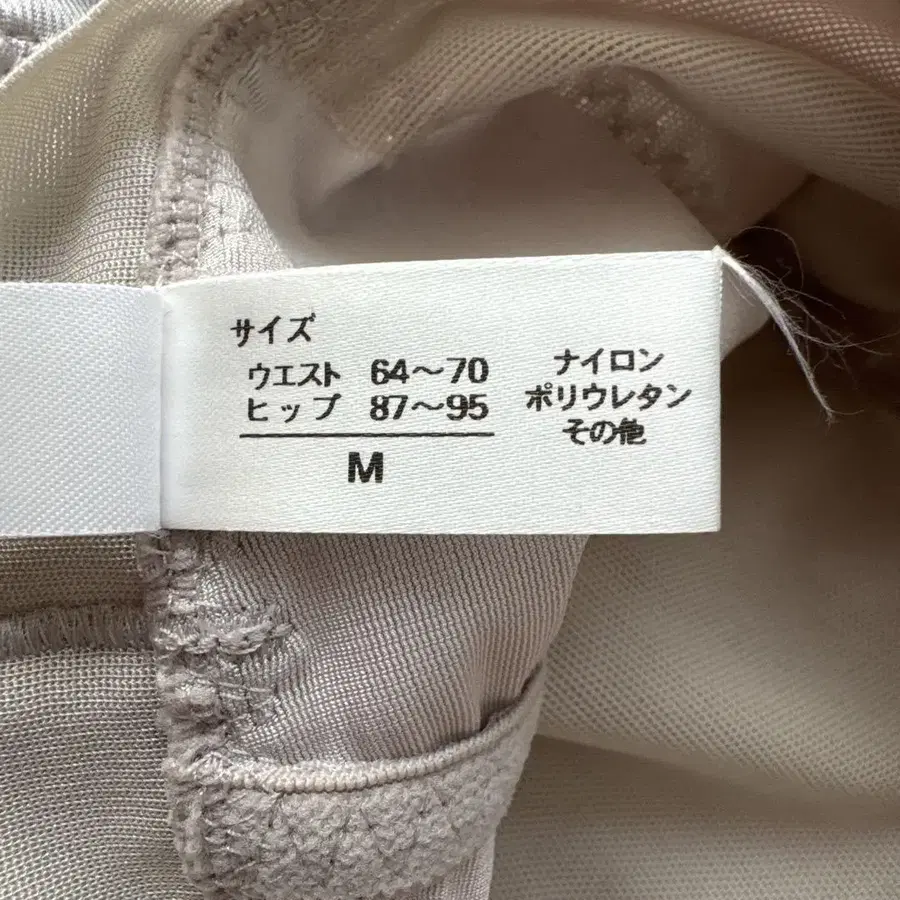 サイズ
ウエスト 64～70
ヒップ 87～95
M
ナイロン
ポリウレタン
その他